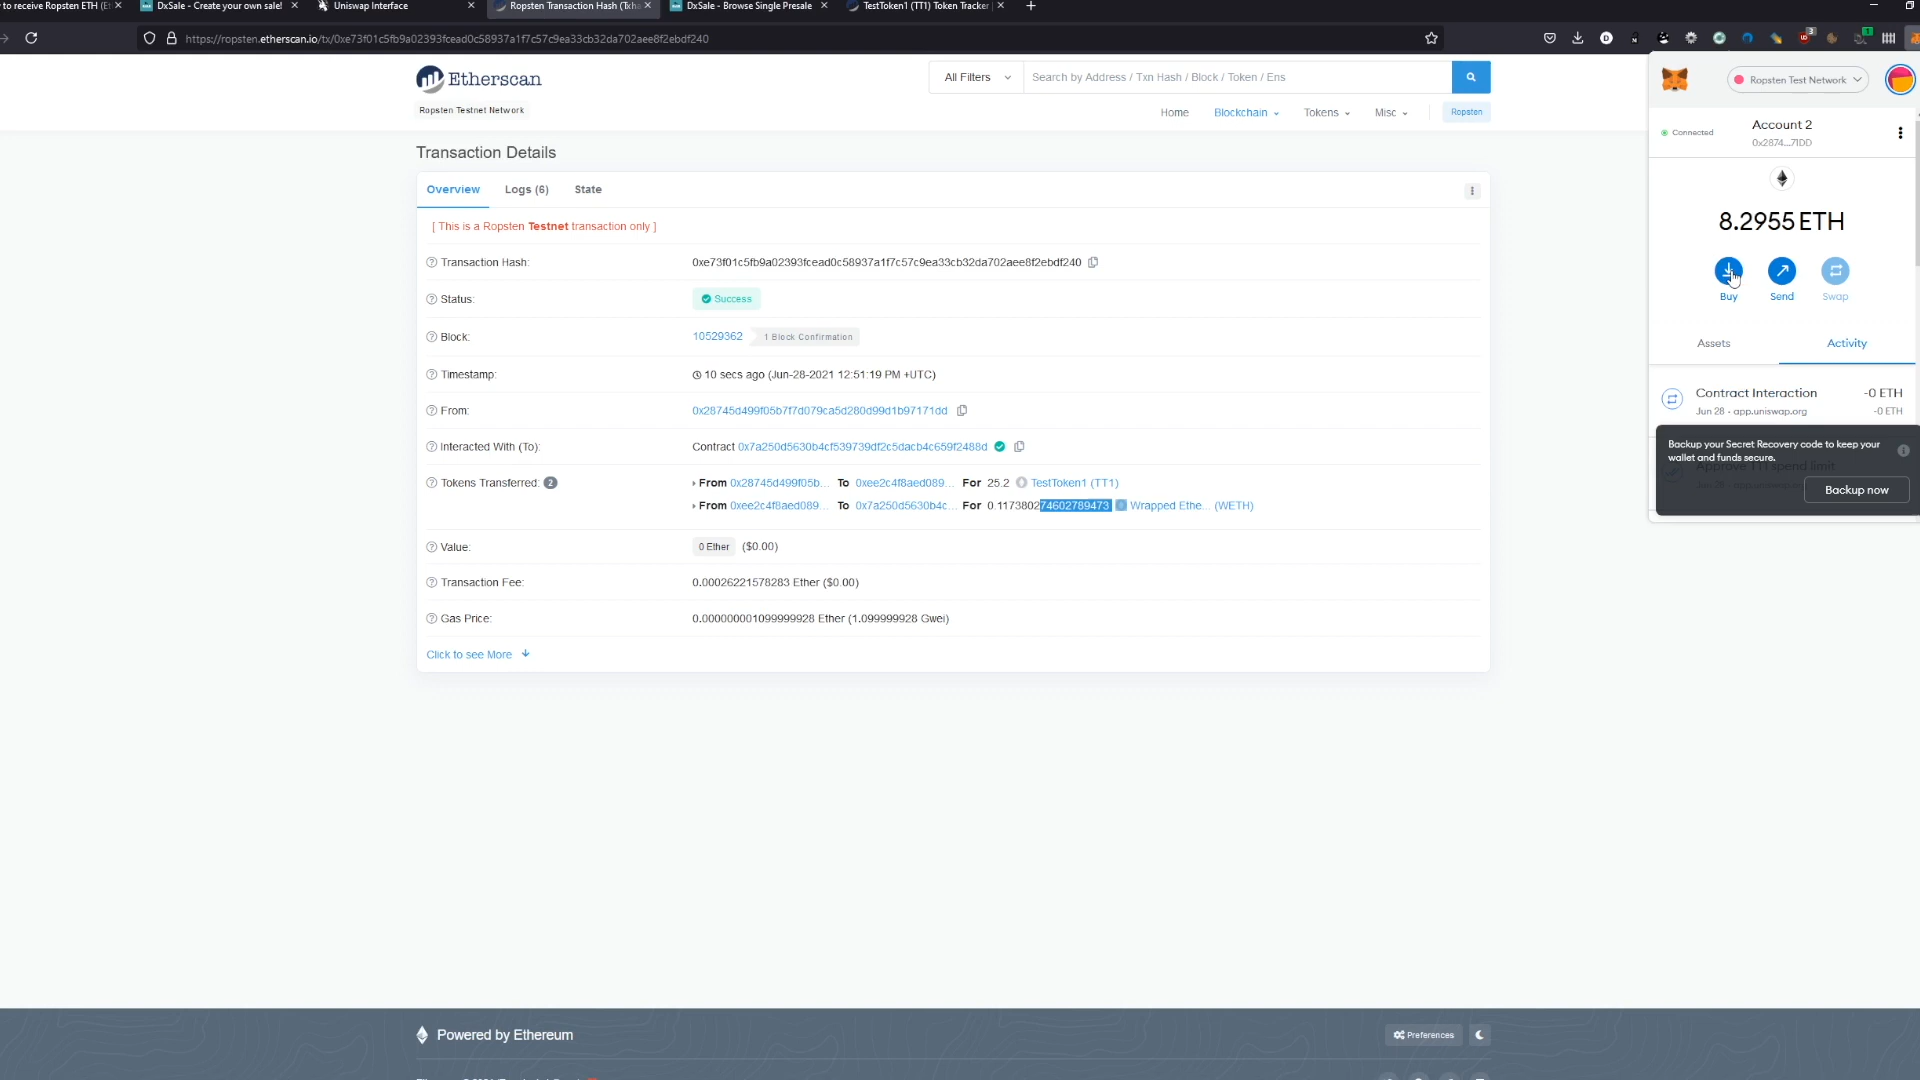 to receive Ropsten ETH (Et
DxSale - Create your own sale!
Uniswap Interface
Ropsten Transaction Hash (Txha
DxSale - Browse Single Presale
TestToken1 (TT1) Token Tracker |
https://ropsten.etherscan.io/tx/0xe73f01c5fb9a02393fcead0c58937a1f7c57c9ea33cb32da702aee8f2ebdf240
3
1
Etherscan
Ropsten Testnet Network
All Filters
Search by Address / Txn Hash / Block / Token / Ens
Home
Blockchain
Tokens
Misc
Ropsten
Transaction Details
Overview
Logs (6)
State
[ This is a Ropsten Testnet transaction only ]
Transaction Hash:
0xe73f01c5fb9a02393fcead0c58937a1f7c57c9ea33cb32da702aee8f2ebdf240
Status:
Success
Block:
10529362
1 Block Confirmation
Timestamp:
10 secs ago (Jun-28-2021 12:51:19 PM +UTC)
From:
0x28745d499f05b7f7d079ca5d280d99d1b97171dd
Interacted With (To):
Contract 0x7a250d5630b4cf539739df2c5dacb4c659f2488d
Tokens Transferred: 2
From 0x28745d499f05b... To 0xee2c4f8aed089... For 25.2 TestToken1 (TT1)
From 0xee2c4f8aed089... To 0x7a250d5630b4c... For 0.117380274602789473 Wrapped Ethe... (WETH)
Value:
0 Ether ($0.00)
Transaction Fee:
0.00026221578283 Ether ($0.00)
Gas Price:
0.000000001099999928 Ether (1.099999928 Gwei)
Click to see More
Powered by Ethereum
Preferences
Ropsten Test Network
Connected
Account 2
0x2874...71DD
8.2955 ETH
Buy
Send
Swap
Assets
Activity
Contract Interaction
-0 ETH
Jun 28 · app.uniswap.org
-0 ETH
Backup your Secret Recovery code to keep your
wallet and funds secure.
Approve TT1 spend limit
Backup now